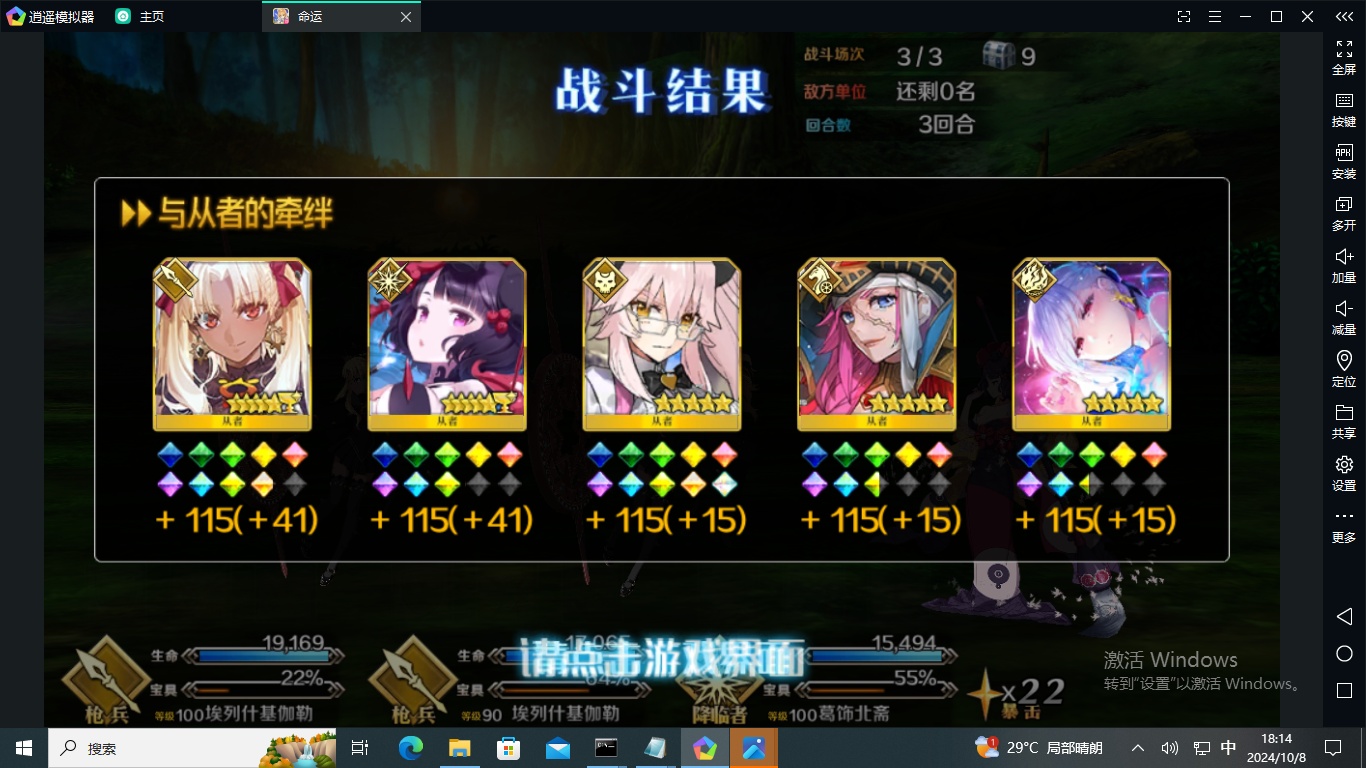 逍遥模拟器 主页 命运
战斗场次 3/3 9
战斗结果
敌方单位 还剩0名
回合数 3回合
与从者的牵绊
从者 从者 从者 从者 从者
+ 115(+41) + 115(+41) + 115(+15) + 115(+15) + 115(+15)
生命 19,169 生命 17,065 15,494
请点击游戏界面
宝具 22% 宝具 64% 宝具 55%
×22
暴击
枪兵 等级100 埃列什基伽勒 枪兵 等级90 埃列什基伽勒 降临者 等级100 葛饰北斋
激活 Windows
转到"设置"以激活 Windows。
全屏
按键
APK
安装
多开
加量
减量
定位
共享
设置
更多
搜索
29°C 局部晴朗
中
18:14
2024/10/8
1